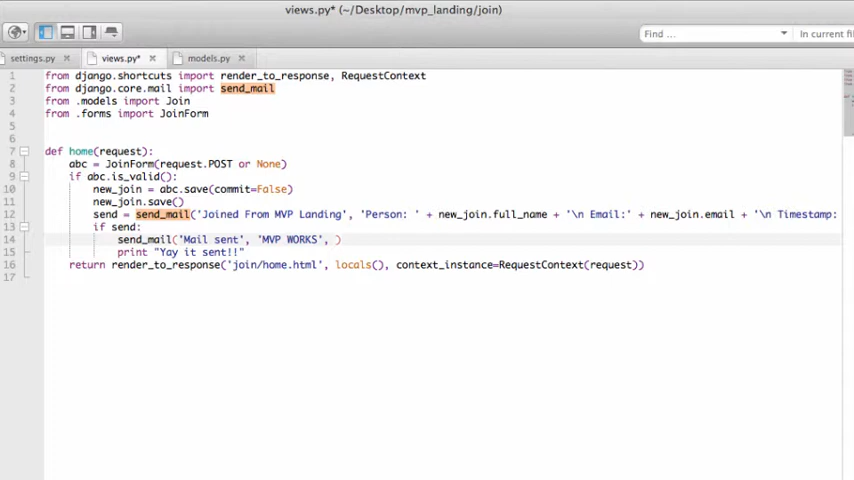 views.py* (~/Desktop/mvp_landing/join)
Find ...
In current fi
settings.py
views.py*
models.py
1 from django.shortcuts import render_to_response, RequestContext
2 from django.core.mail import send_mail
3 from .models import Join
4 from .forms import JoinForm
5
6
7 def home(request):
8 abc = JoinForm(request.POST or None)
9 if abc.is_valid():
10 new_join = abc.save(commit=False)
11 new_join.save()
12 send = send_mail('Joined From MVP Landing', 'Person: ' + new_join.full_name + '\n Email:' + new_join.email + '\n Timestamp:
13 if send:
14 send_mail('Mail sent', 'MVP WORKS', )
15 print "Yay it sent!!"
16 return render_to_response('join/home.html', locals(), context_instance=RequestContext(request))
17